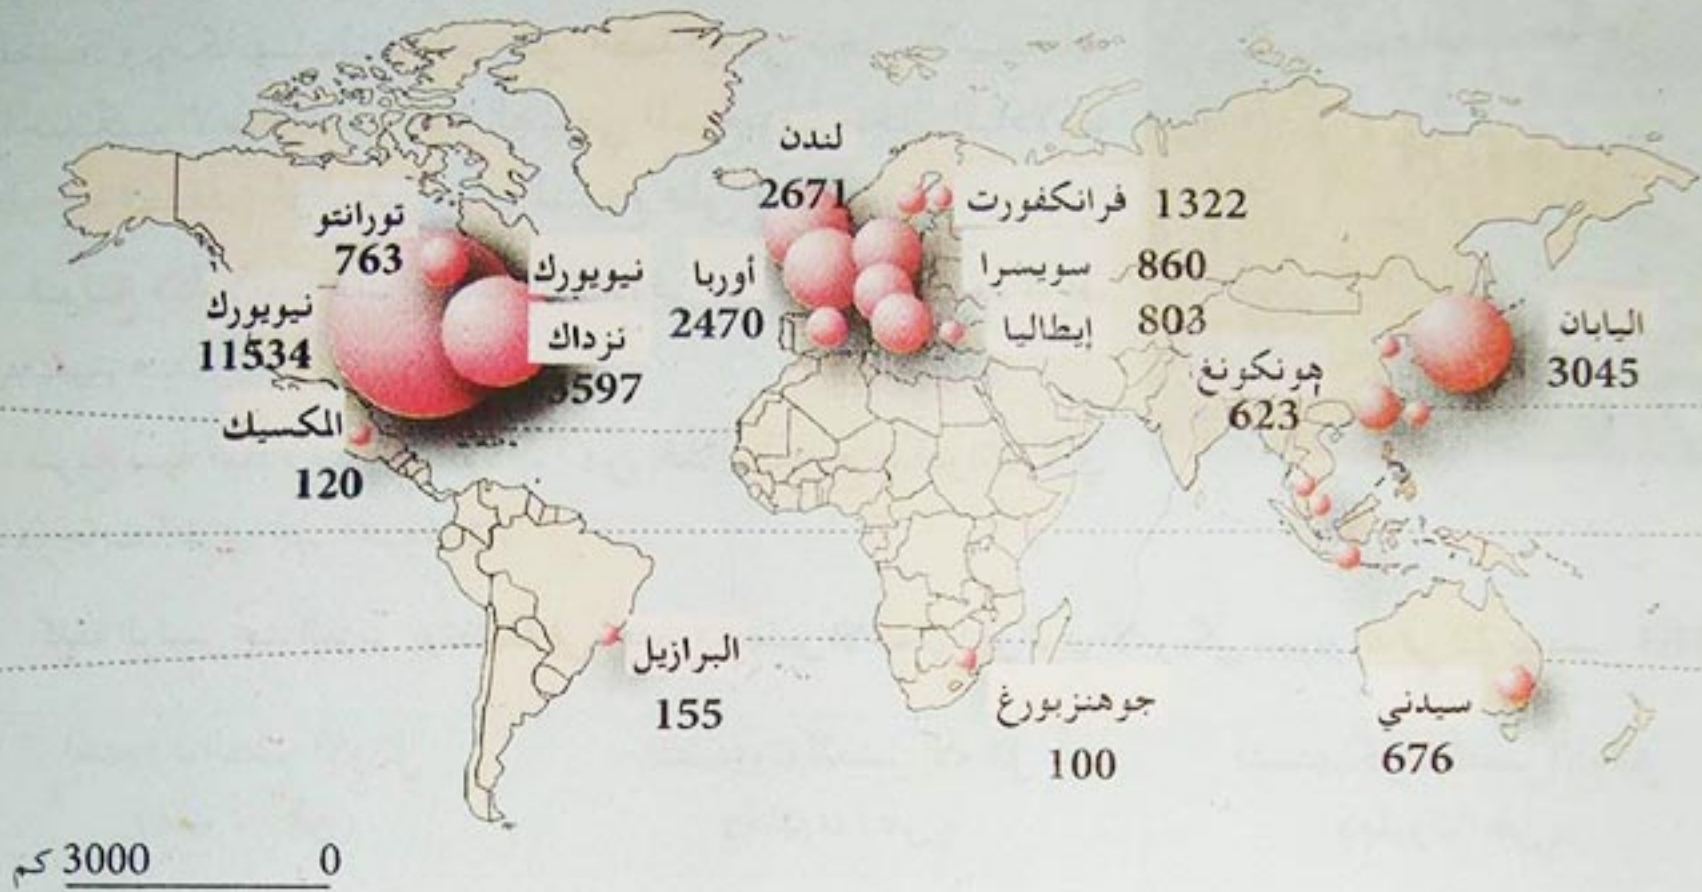 لندن
2671
فرانكفورت 1322
تورانتو
763
نيويورك
نزداك
3597
أوربا
2470
سويسرا 860
إيطاليا 803
نيويورك
11534
اليابان
3045
هونكونغ
623
المكسيك
120
البرازيل
155
جوهنزبورغ
100
سيدني
676
كم 3000 0